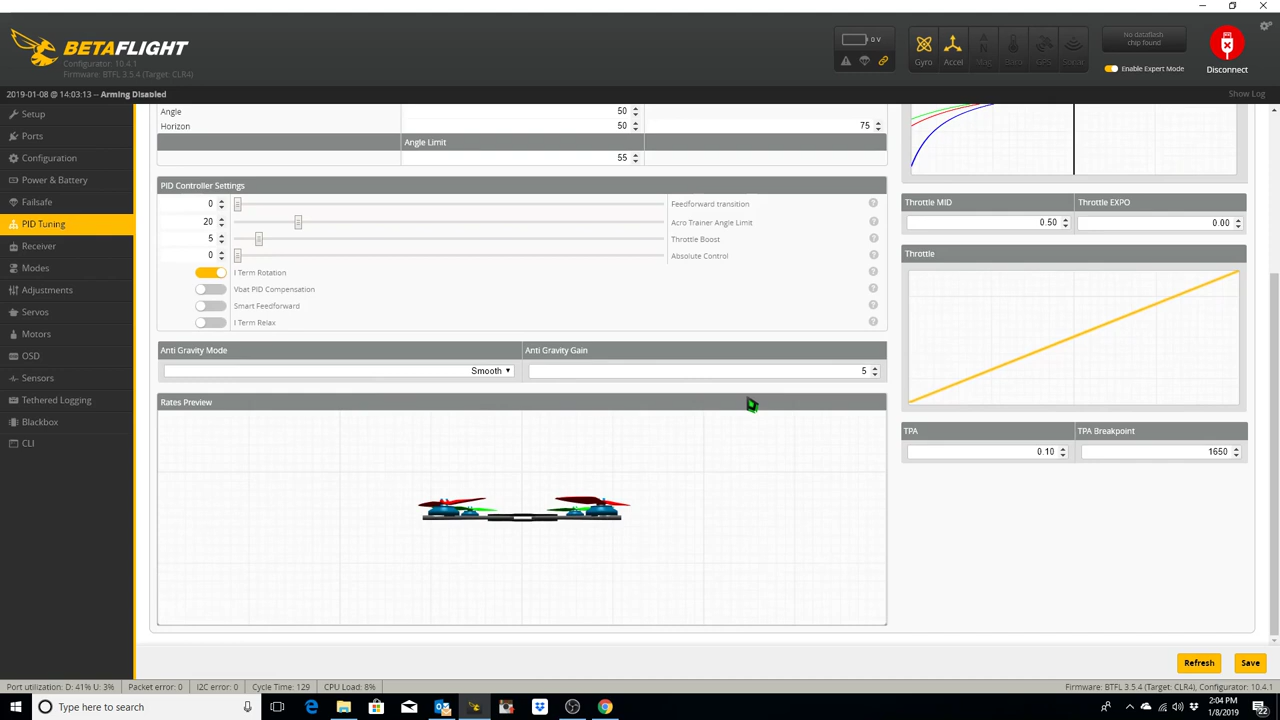 BETAFLIGHT
Configurator: 10.4.1
Firmware: BTFL 3.5.4 (Target: CLR4)
0 V
Gyro
Accel
Mag
Baro
GPS
Sonar
No dataflash
chip found
Enable Expert Mode
Disconnect
2019-01-08 @ 14:03:13 -- Arming Disabled
Show Log
Setup
Ports
Configuration
Power & Battery
Failsafe
PID Tuning
Receiver
Modes
Adjustments
Servos
Motors
OSD
Sensors
Tethered Logging
Blackbox
CLI
Angle 50
Horizon 50 75
Angle Limit
55
PID Controller Settings
0 Feedforward transition ?
20 Acro Trainer Angle Limit ?
5 Throttle Boost ?
0 Absolute Control ?
I Term Rotation ?
Vbat PID Compensation ?
Smart Feedforward ?
I Term Relax ?
Anti Gravity Mode Anti Gravity Gain
Smooth 5
Rates Preview
Throttle MID Throttle EXPO
0.50 0.00
Throttle
TPA TPA Breakpoint
0.10 1650
Refresh
Save
Port utilization: D: 41% U: 3% Packet error: 0 I2C error: 0 Cycle Time: 129 CPU Load: 8% Firmware: BTFL 3.5.4 (Target: CLR4), Configurator: 10.4.1
Type here to search
2:04 PM
1/8/2019
22